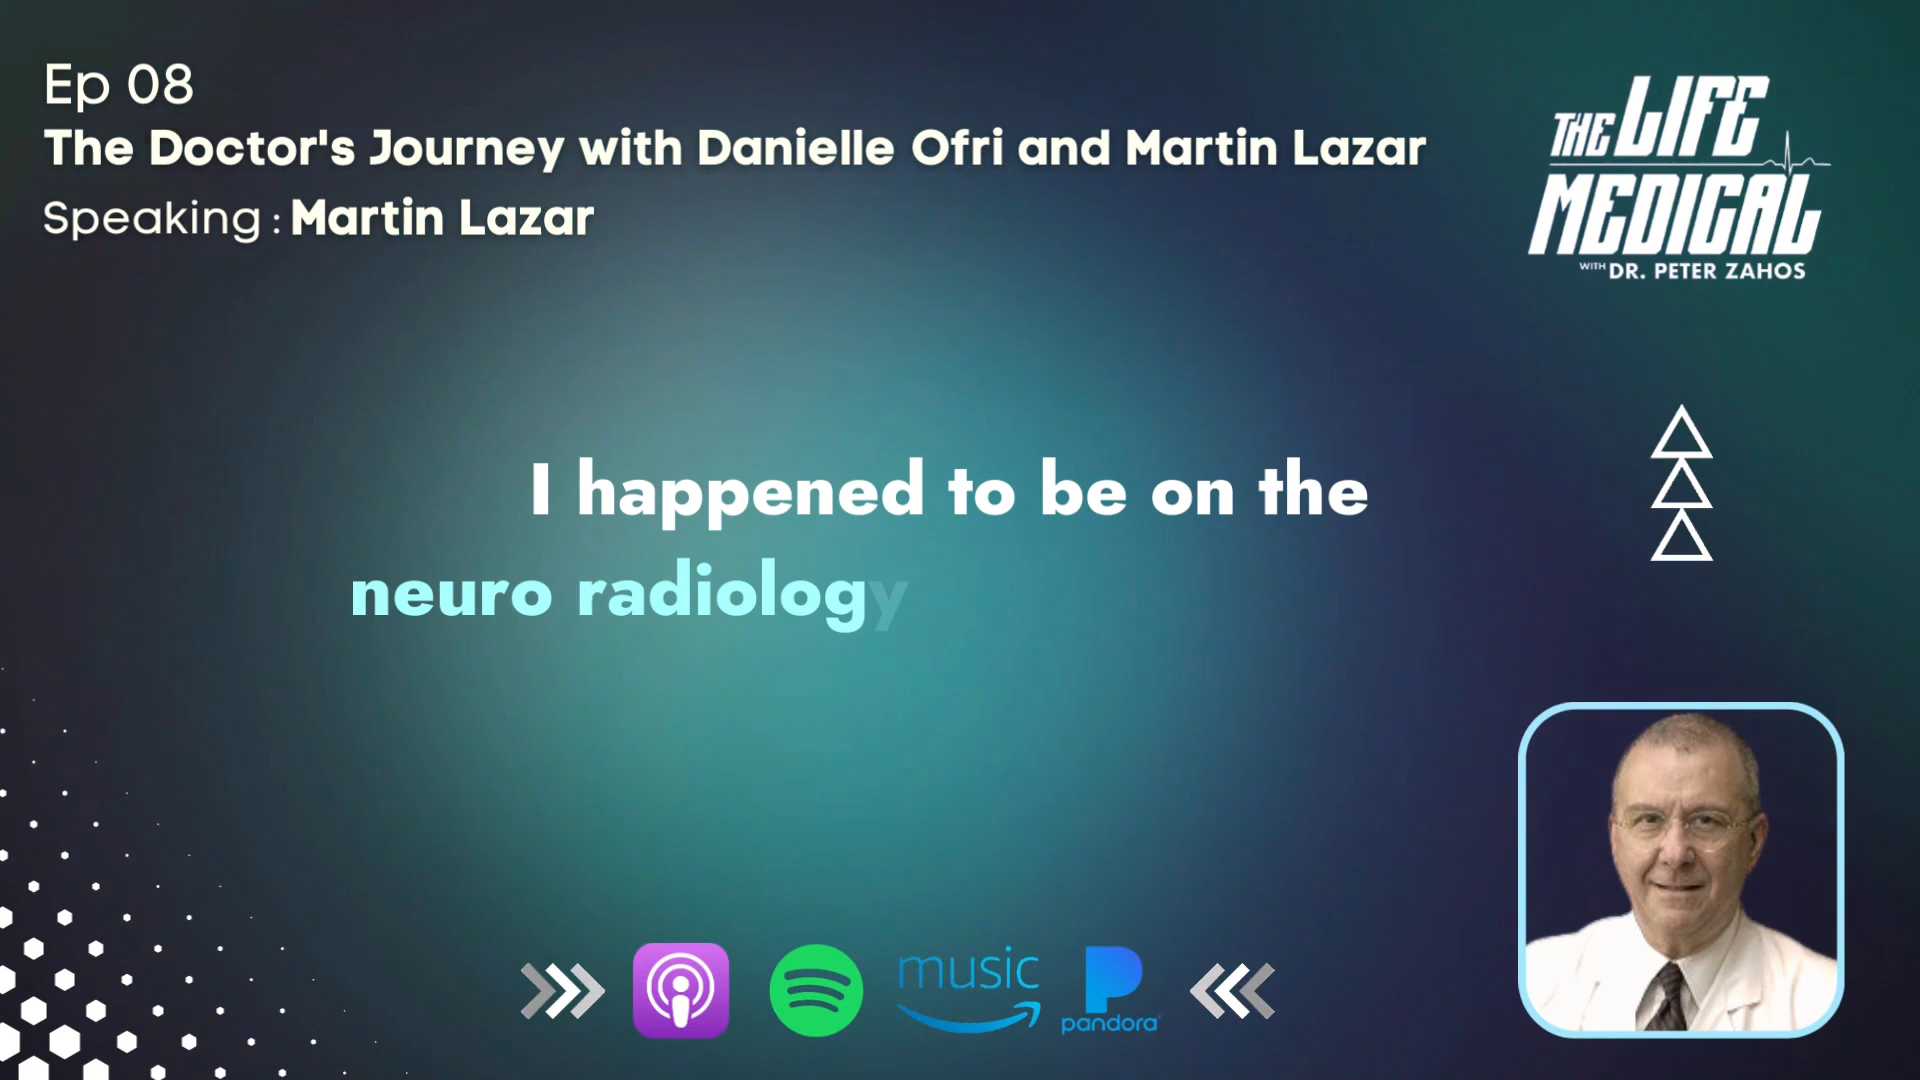 Ep 08
The Doctor's Journey with Danielle Ofri and Martin Lazar
Speaking : Martin Lazar
THE LIFE
MEDICAL
WITH DR. PETER ZAHOS
I happened to be on the
neuro radiology
music
pandora